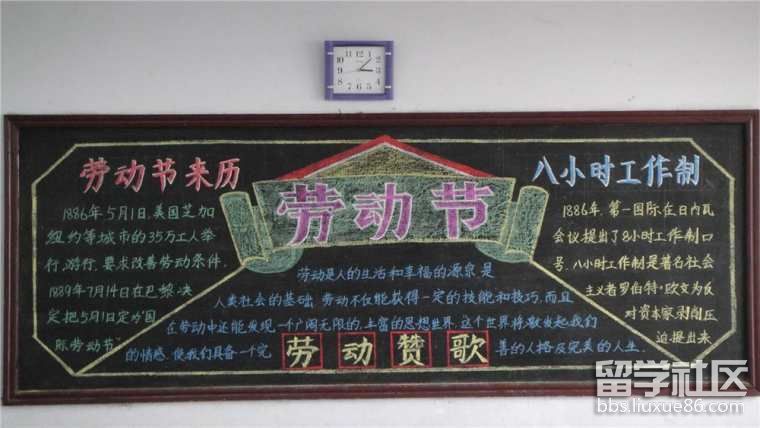 劳动节来历
1886年5月1日,美国芝加
纽约等城市的35万工人举
行,游行,要求改善劳动条件.
1889年7月14日在巴黎决
定把5月1日定为国
际劳动节
劳动节
劳动是人的生活和幸福的源泉是
人类社会的基础,劳动不仅能获得一定的技能和技巧,而且
在劳动中还能发现一个广阔无限的,丰富的思想世界.这个世界将激发起我们
的情感,使我们具备一个完
善的人格及完美的人生.
劳动赞歌
八小时工作制
1886年,第一国际在日内瓦
会议提出了8小时工作制口
号.八小时工作制是著名社会
主义者罗伯特·欧文为反
对资本家剥削压
迫提出来
留学社区
bbs.liuxue86.com